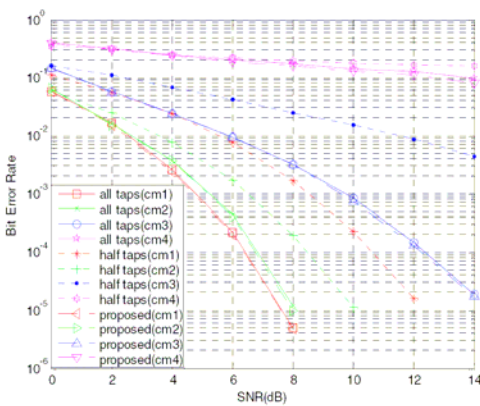 10^0
10^-1
10^-2
10^-3
10^-4
10^-5
10^-6
Bit Error Rate
all taps(cm1)
all taps(cm2)
all taps(cm3)
all taps(cm4)
half taps(cm1)
half taps(cm2)
half taps(cm3)
half taps(cm4)
proposed(cm1)
proposed(cm2)
proposed(cm3)
proposed(cm4)
0 2 4 6 8 10 12 14
SNR(dB)